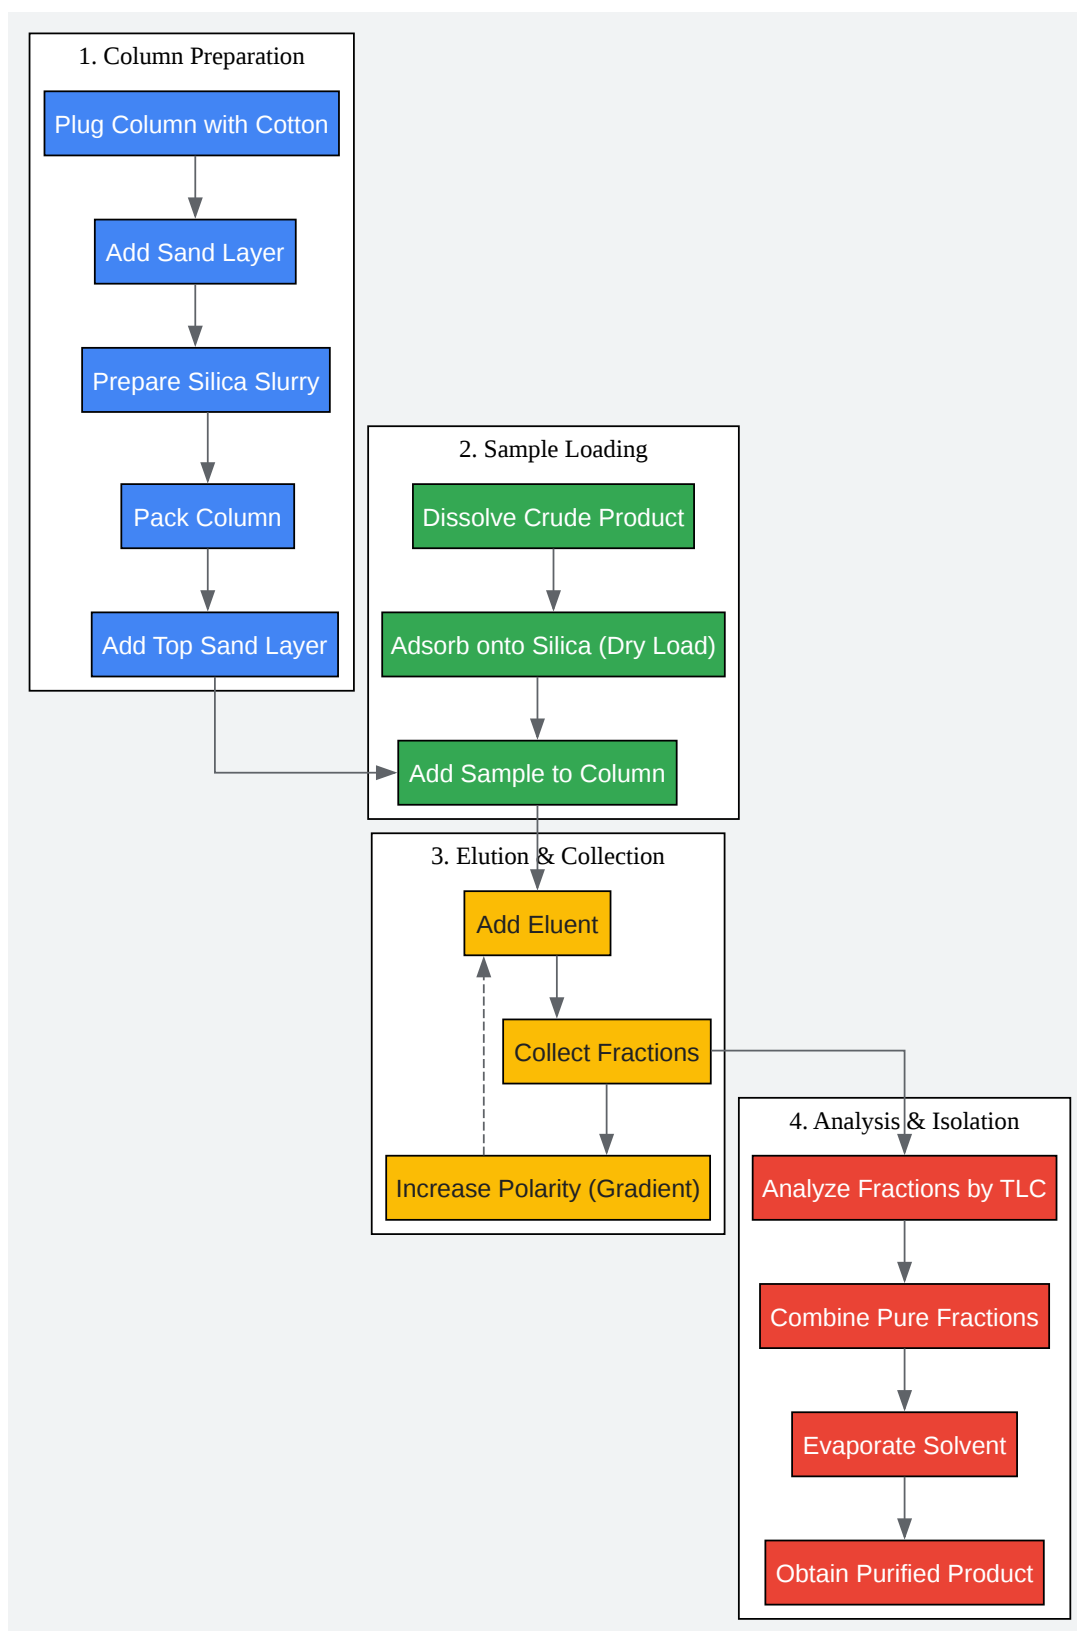 1. Column Preparation
Plug Column with Cotton
Add Sand Layer
Prepare Silica Slurry
Pack Column
Add Top Sand Layer
2. Sample Loading
Dissolve Crude Product
Adsorb onto Silica (Dry Load)
Add Sample to Column
3. Elution & Collection
Add Eluent
Collect Fractions
Increase Polarity (Gradient)
4. Analysis & Isolation
Analyze Fractions by TLC
Combine Pure Fractions
Evaporate Solvent
Obtain Purified Product